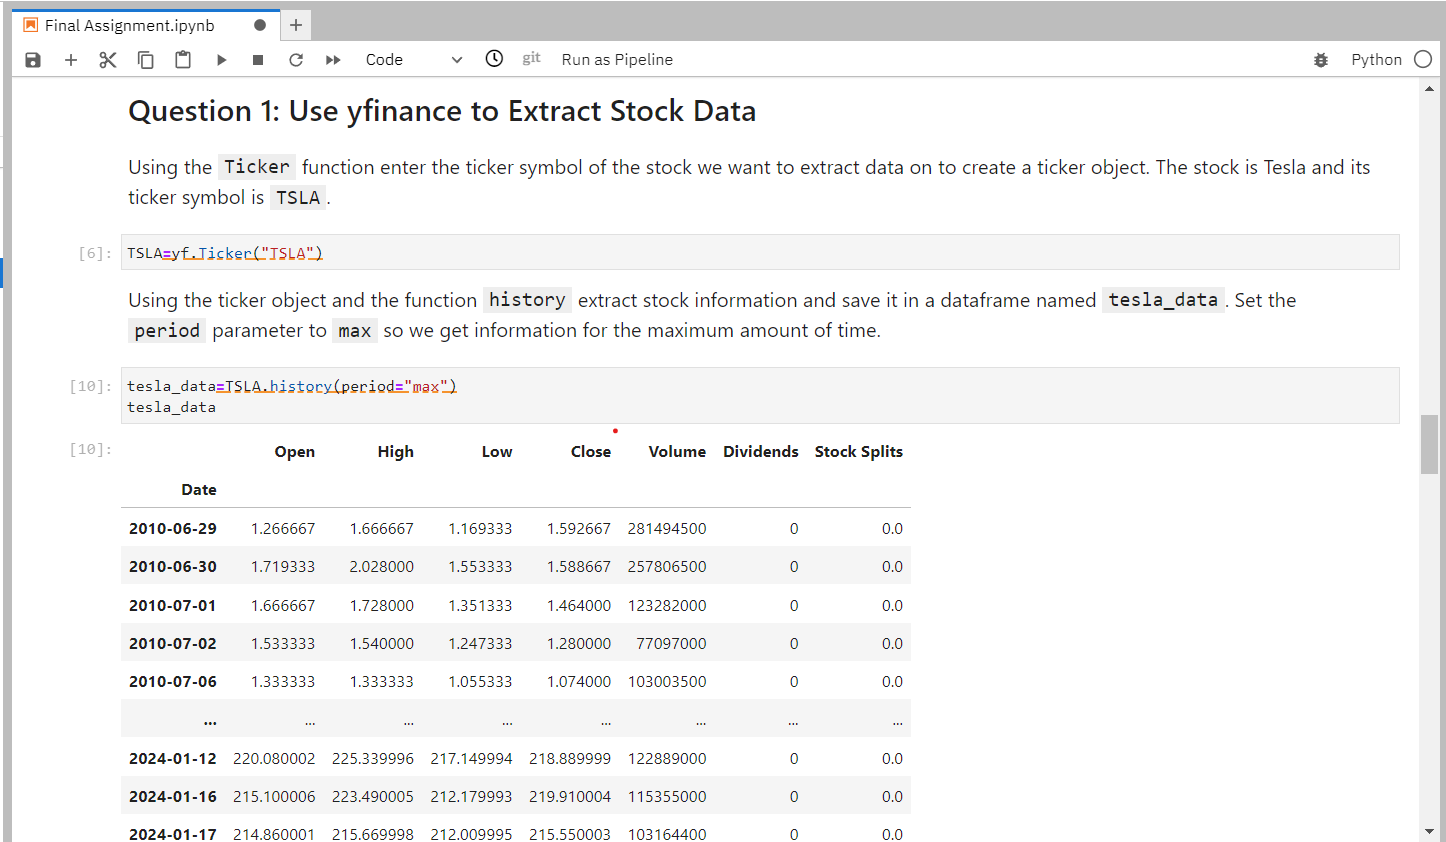 Final Assignment.ipynb
Code git Run as Pipeline Python
Question 1: Use yfinance to Extract Stock Data
Using the Ticker function enter the ticker symbol of the stock we want to extract data on to create a ticker object. The stock is Tesla and its
ticker symbol is TSLA .
[6]: TSLA=yf.Ticker("TSLA")
Using the ticker object and the function history extract stock information and save it in a dataframe named tesla_data . Set the
period parameter to max so we get information for the maximum amount of time.
[10]: tesla_data=TSLA.history(period="max")
tesla_data
[10]: Open High Low Close Volume Dividends Stock Splits
Date
2010-06-29 1.266667 1.666667 1.169333 1.592667 281494500 0 0.0
2010-06-30 1.719333 2.028000 1.553333 1.588667 257806500 0 0.0
2010-07-01 1.666667 1.728000 1.351333 1.464000 123282000 0 0.0
2010-07-02 1.533333 1.540000 1.247333 1.280000 77097000 0 0.0
2010-07-06 1.333333 1.333333 1.055333 1.074000 103003500 0 0.0
... ... ... ... ... ... ... ...
2024-01-12 220.080002 225.339996 217.149994 218.889999 122889000 0 0.0
2024-01-16 215.100006 223.490005 212.179993 219.910004 115355000 0 0.0
2024-01-17 214.860001 215.669998 212.009995 215.550003 103164400 0 0.0